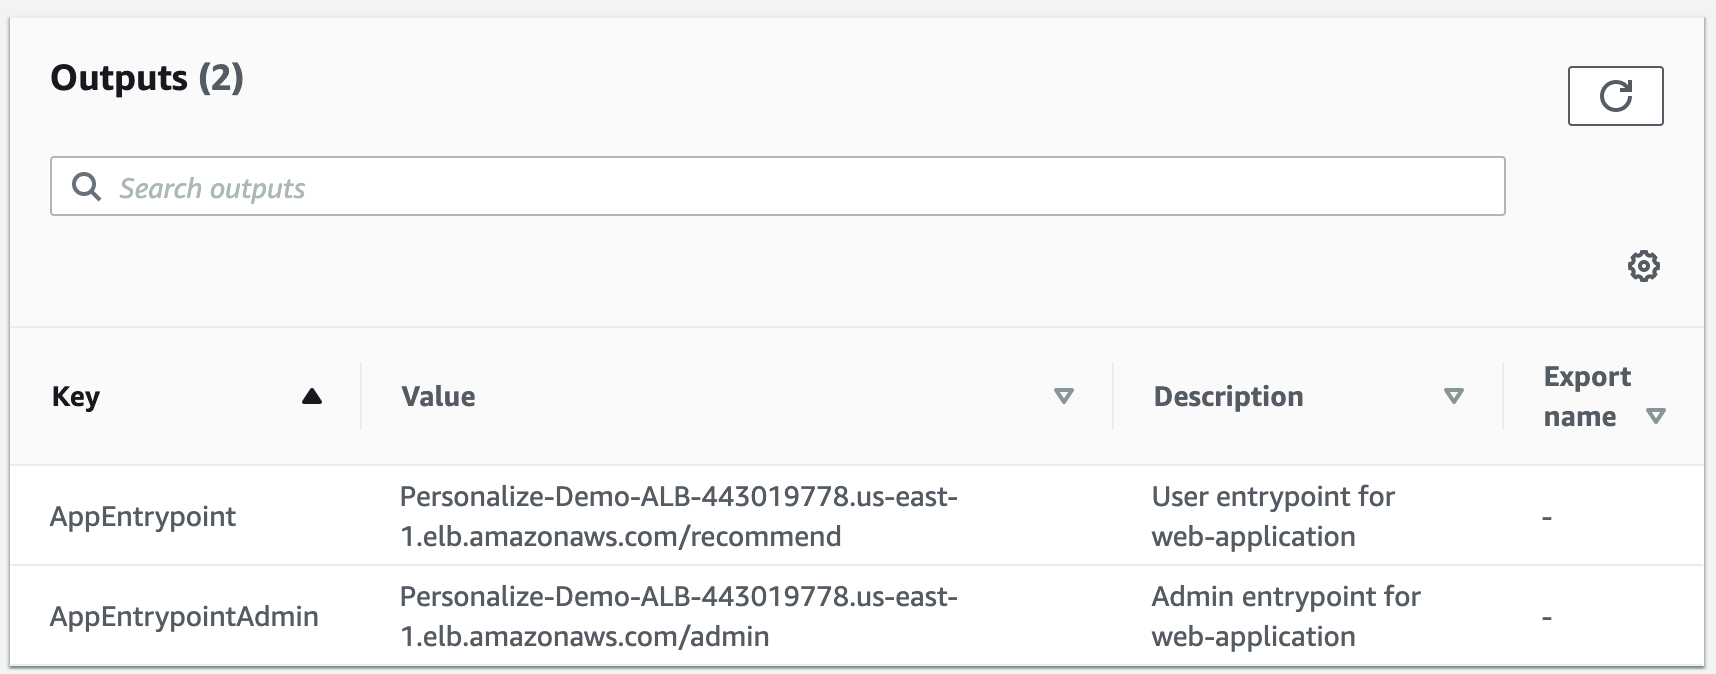 Outputs (2)
Search outputs
Key
Value
Description
Export
name
AppEntrypoint
Personalize-Demo-ALB-443019778.us-east-
1.elb.amazonaws.com/recommend
User entrypoint for
web-application
-
AppEntrypointAdmin
Personalize-Demo-ALB-443019778.us-east-
1.elb.amazonaws.com/admin
Admin entrypoint for
web-application
-